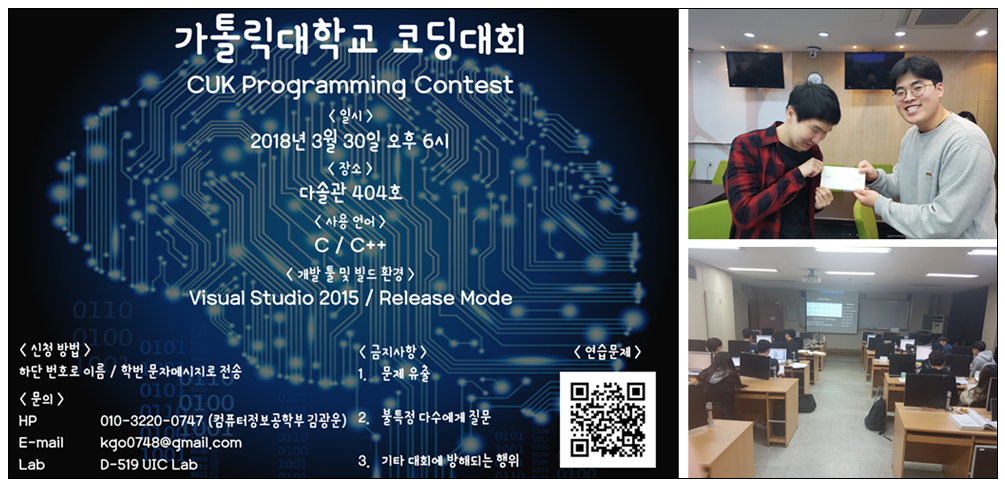 가톨릭대학교 코딩대회
CUK Programming Contest
< 일시 >
2018년 3월 30일 오후 6시
< 장소 >
다솔관 404호
< 사용 언어 >
C / C++
< 개발 툴 및 빌드 환경 >
Visual Studio 2015 / Release Mode
< 신청 방법 >
하단 번호로 이름 / 학번 문자메시지로 전송
< 문의 >
HP 010-3220-0747 (컴퓨터정보공학부 김광운)
E-mail kgo0748@gmail.com
Lab D-519 UIC Lab
< 금지사항 >
1. 문제 유출
2. 불특정 다수에게 질문
3. 기타 대회에 방해되는 행위
< 연습문제 >
0110
0100
0101
0100
1001